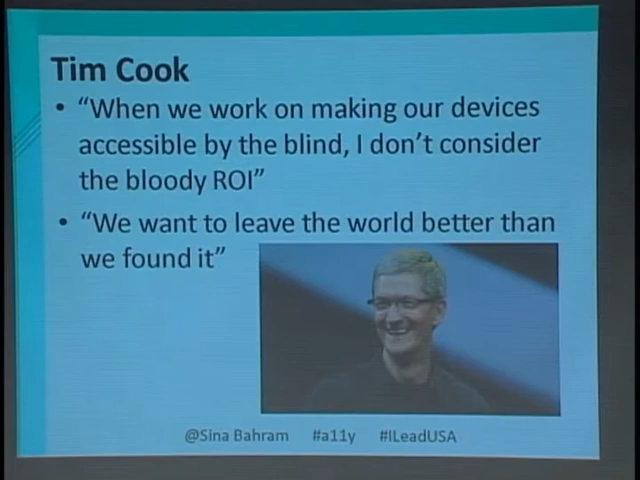 Tim Cook
• “When we work on making our devices
accessible by the blind, I don’t consider
the bloody ROI”
• “We want to leave the world better than
we found it”
@Sina Bahram #a11y #ILeadUSA